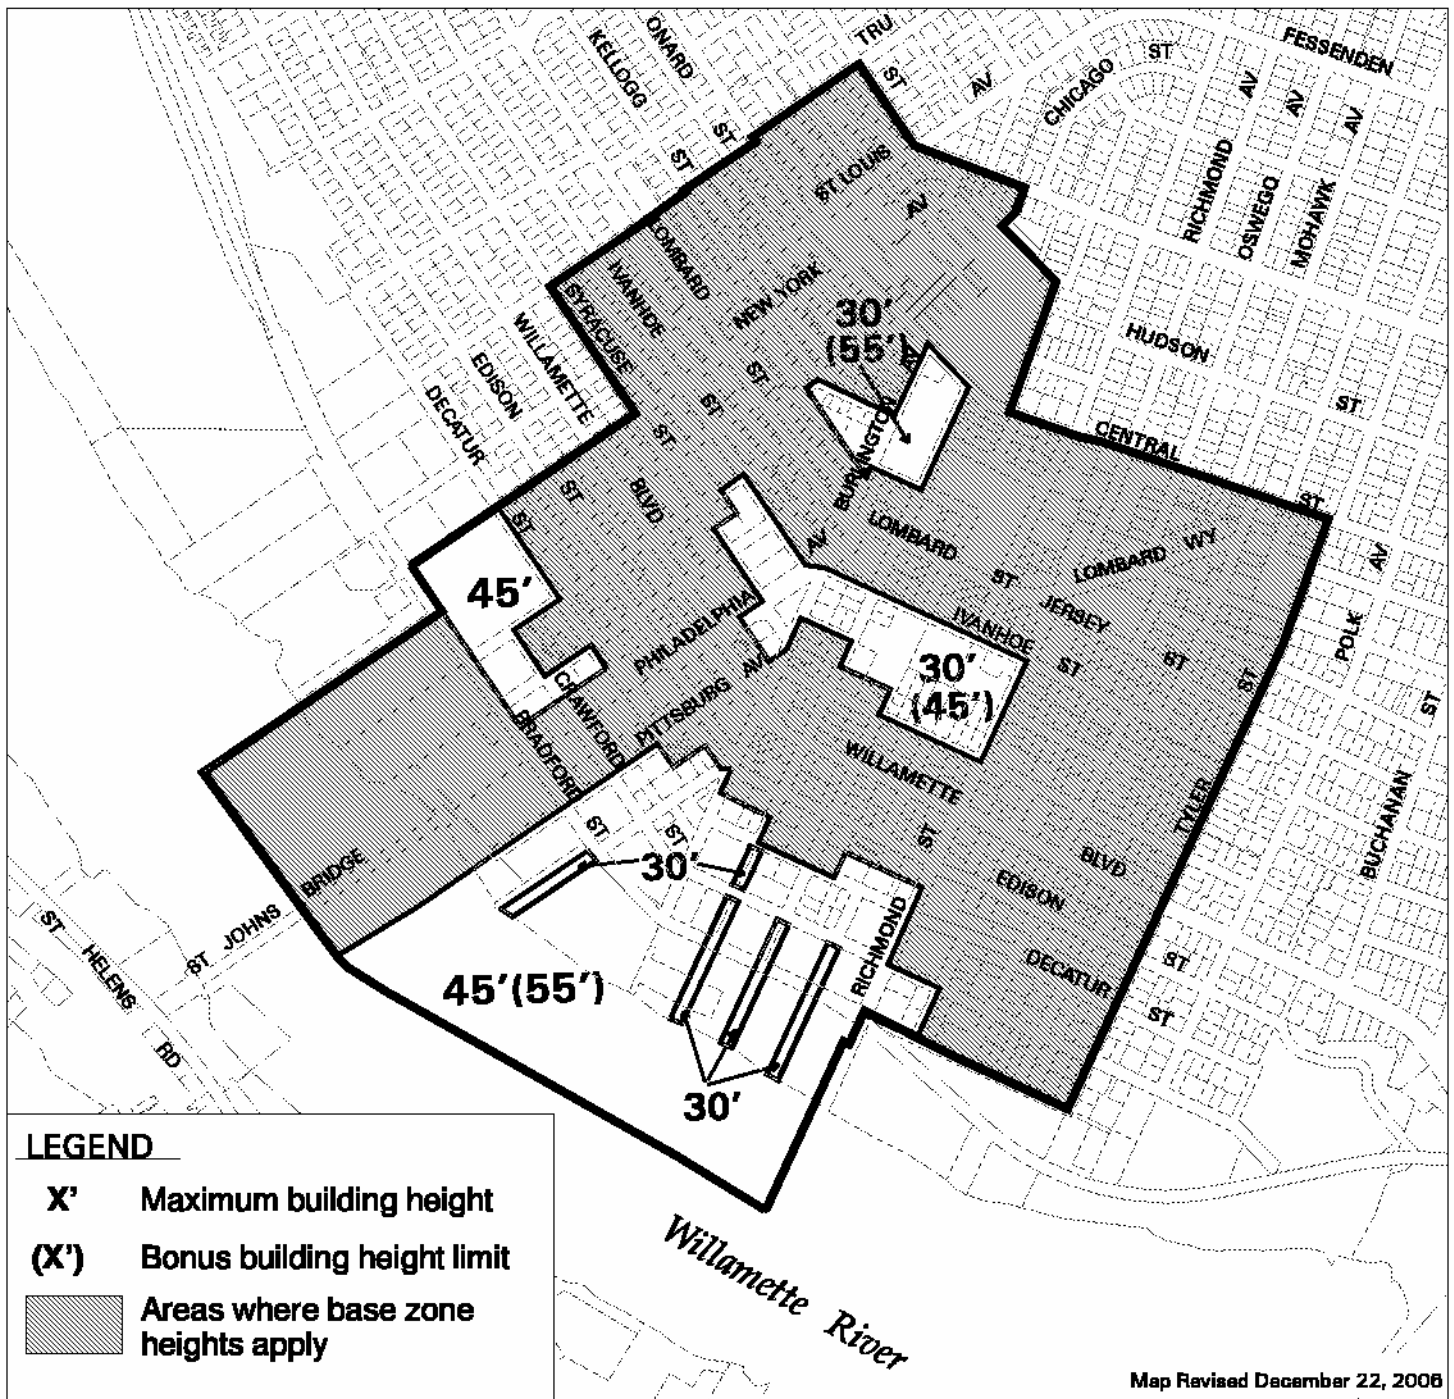 ONARD
KELLOGG
TRU
ST
AV
CHICAGO
ST
FESSENDEN
AV
AV
AV
ST
ST
ST LOUIS
AV
RICHMOND
OSWEGO
MOHAWK
LOMBARD
IVANHOE
SYRACUSE
NEW YORK
30'
(55')
AV
HUDSON
ST
WILLAMETTE
EDISON
DECATUR
ST
ST
ST
BURLINGTON
CENTRAL
ST
ST
ST
BLVD
AV
LOMBARD
ST
LOMBARD WY
JERSEY
ST
AV
POLK
ST
45'
PHILADELPHIA
AV
IVANHOE
ST
30'
(45')
ST
CRAWFORD
BRADFORD
PITTSBURG
WILLAMETTE
BLVD
ST
TYLER
BUCHANAN
ST
ST
30'
EDISON
DECATUR
ST
ST
RICHMOND
ST JOHNS BRIDGE
ST HELENS RD
45'(55')
30'
LEGEND
X' Maximum building height
(X') Bonus building height limit
Areas where base zone
heights apply
Willamette River
Map Revised December 22, 2006